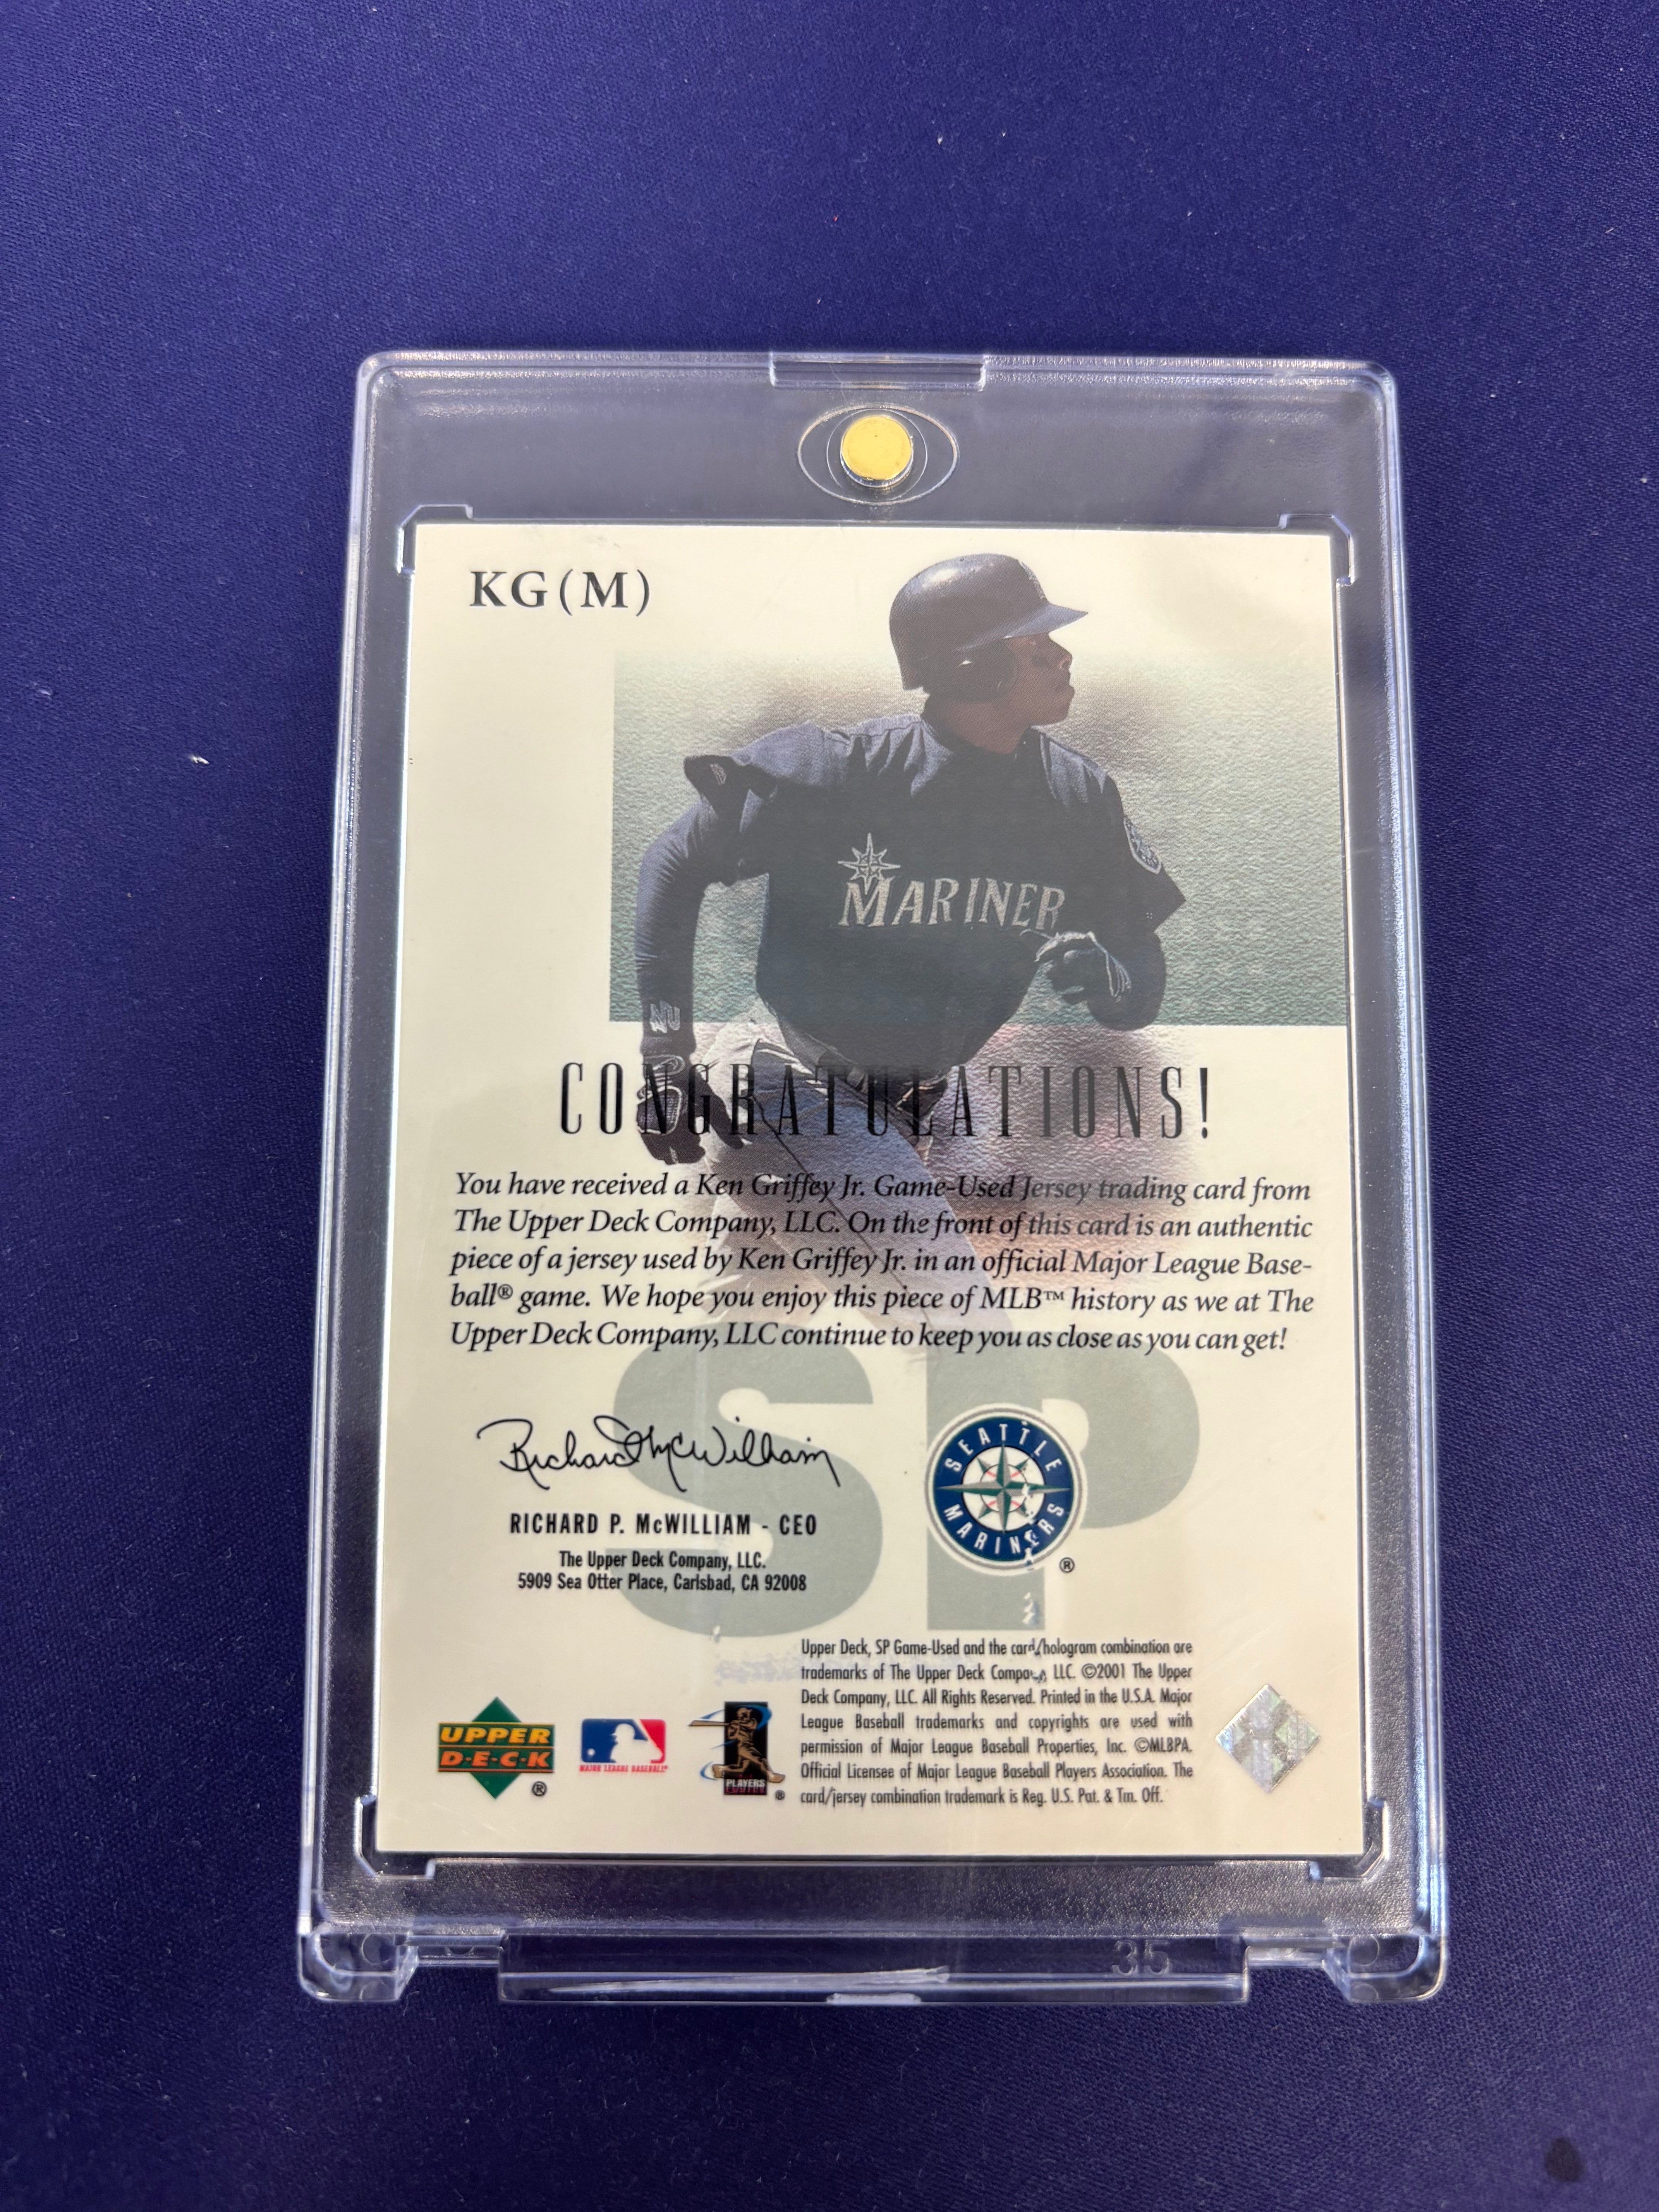 KG(M)
MARINER
CONGRATULATIONS!
You have received a Ken Griffey Jr. Game-Used Jersey trading card from
The Upper Deck Company, LLC. On the front of this card is an authentic
piece of a jersey used by Ken Griffey Jr. in an official Major League Base-
ball® game. We hope you enjoy this piece of MLB™ history as we at The
Upper Deck Company, LLC continue to keep you as close as you can get!
Richard McWilliam
RICHARD P. McWILLIAM - CEO
The Upper Deck Company, LLC.
5909 Sea Otter Place, Carlsbad, CA 92008
SP
SEATTLE
MARINERS
®
Upper Deck, SP Game-Used and the card/hologram combination are
trademarks of The Upper Deck Company, LLC. ©2001 The Upper
Deck Company, LLC. All Rights Reserved. Printed in the U.S.A. Major
League Baseball trademarks and copyrights are used with
permission of Major League Baseball Properties, Inc. ©MLBPA.
Official Licensee of Major League Baseball Players Association. The
card/jersey combination trademark is Reg. U.S. Pat. & Tm. Off.
UPPER
D·E·C·K
®
MAJOR LEAGUE BASEBALL
PLAYERS
®
35